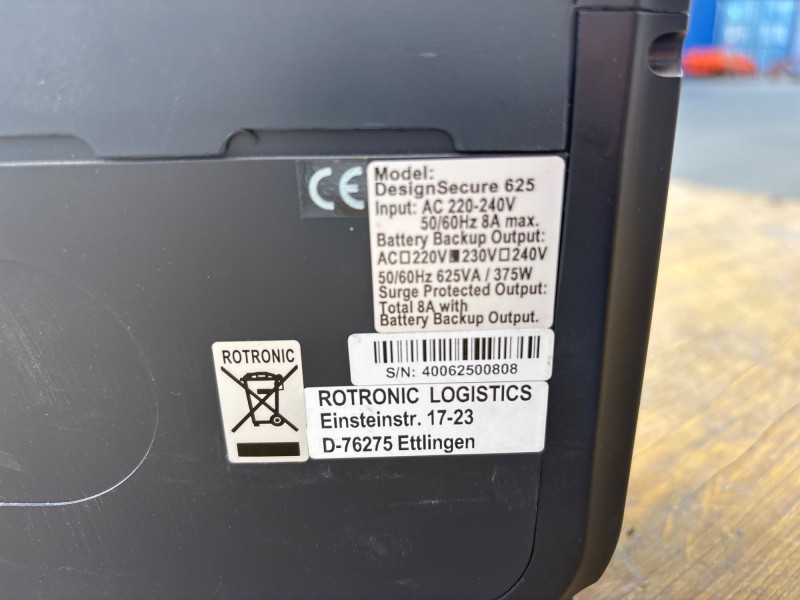 CE
Model:
DesignSecure 625
Input: AC 220-240V
50/60Hz 8A max.
Battery Backup Output:
AC☐220V■230V☐240V
50/60Hz 625VA / 375W
Surge Protected Output:
Total 8A with
Battery Backup Output.
S/N: 40062500808
ROTRONIC
ROTRONIC LOGISTICS
Einsteinstr. 17-23
D-76275 Ettlingen